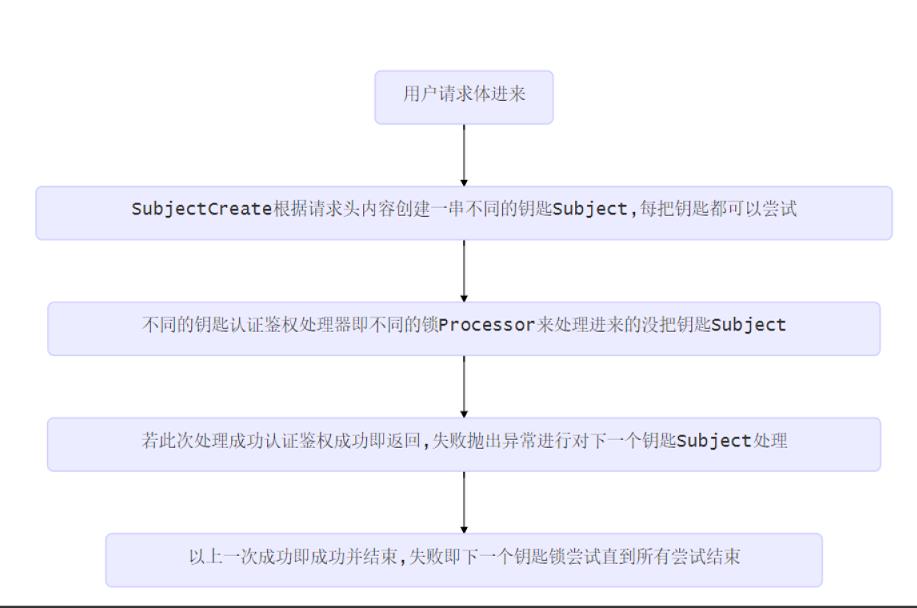 用户请求体进来
SubjectCreate根据请求头内容创建一串不同的钥匙Subject,每把钥匙都可以尝试
不同的钥匙认证鉴权处理器即不同的锁Processor来处理进来的没把钥匙Subject
若此次处理成功认证鉴权成功即返回,失败抛出异常进行对下一个钥匙Subject处理
以上一次成功即成功并结束,失败即下一个钥匙锁尝试直到所有尝试结束